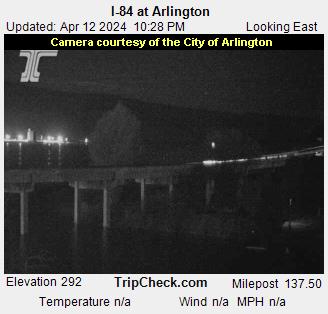 I-84 at Arlington
Updated: Apr 12 2024 10:28 PM Looking East
Camera courtesy of the City of Arlington
Elevation 292 TripCheck.com Milepost 137.50
Temperature n/a Wind n/a MPH n/a